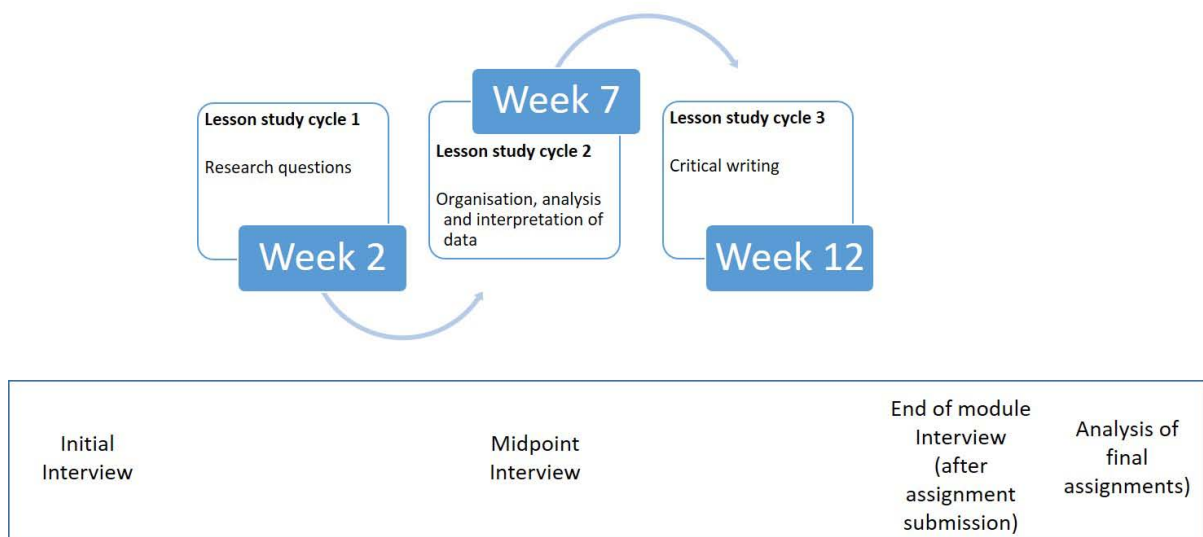 Lesson study cycle 1
Research questions
Week 2
Week 7
Lesson study cycle 2
Organisation, analysis
and interpretation of
data
Lesson study cycle 3
Critical writing
Week 12
Initial
Interview
Midpoint
Interview
End of module
Interview
(after
assignment
submission)
Analysis of
final
assignments)